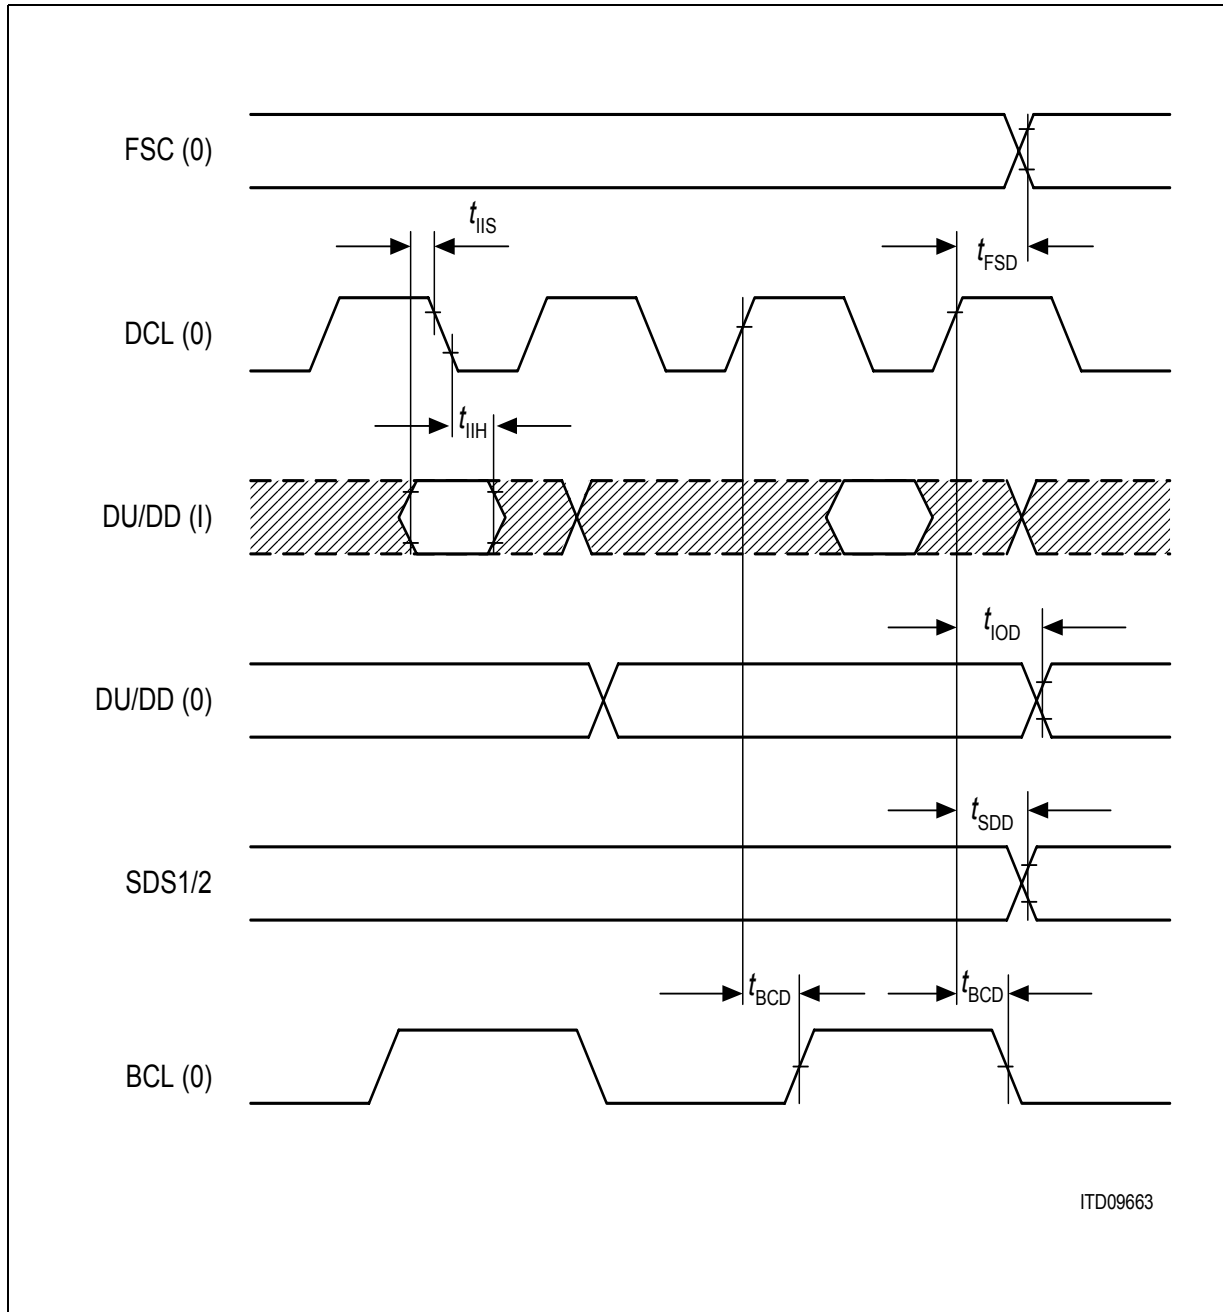 FSC (0)
tIIS
tFSD
DCL (0)
tIIH
DU/DD (I)
tIOD
DU/DD (0)
tSDD
SDS1/2
tBCD
tBCD
BCL (0)
ITD09663